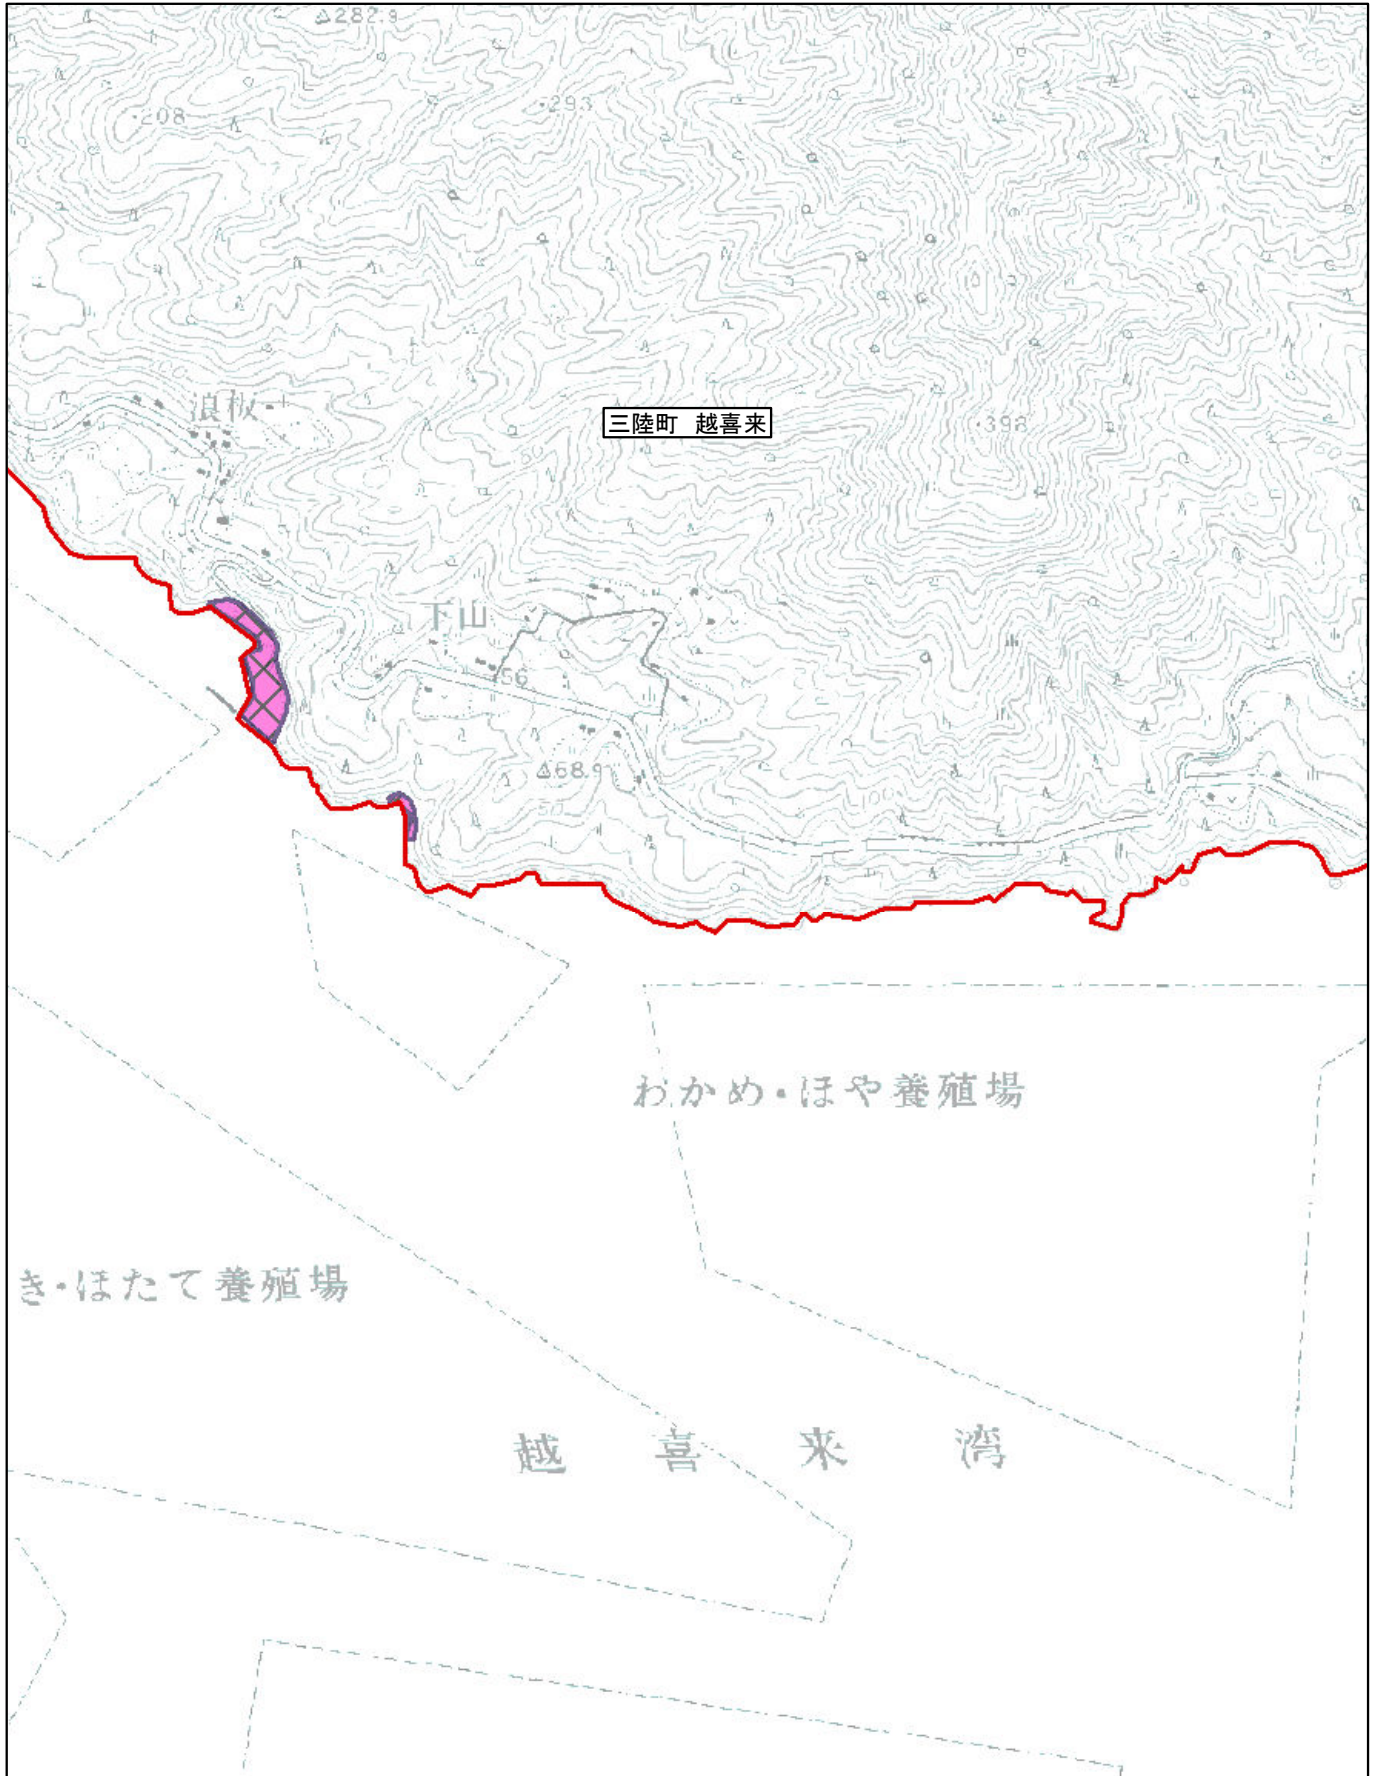 282.9
293
208
浪板
三陸町 越喜来
398
下山
56
68.9
100
わかめ・ほや養殖場
き・ほたて養殖場
越喜来湾